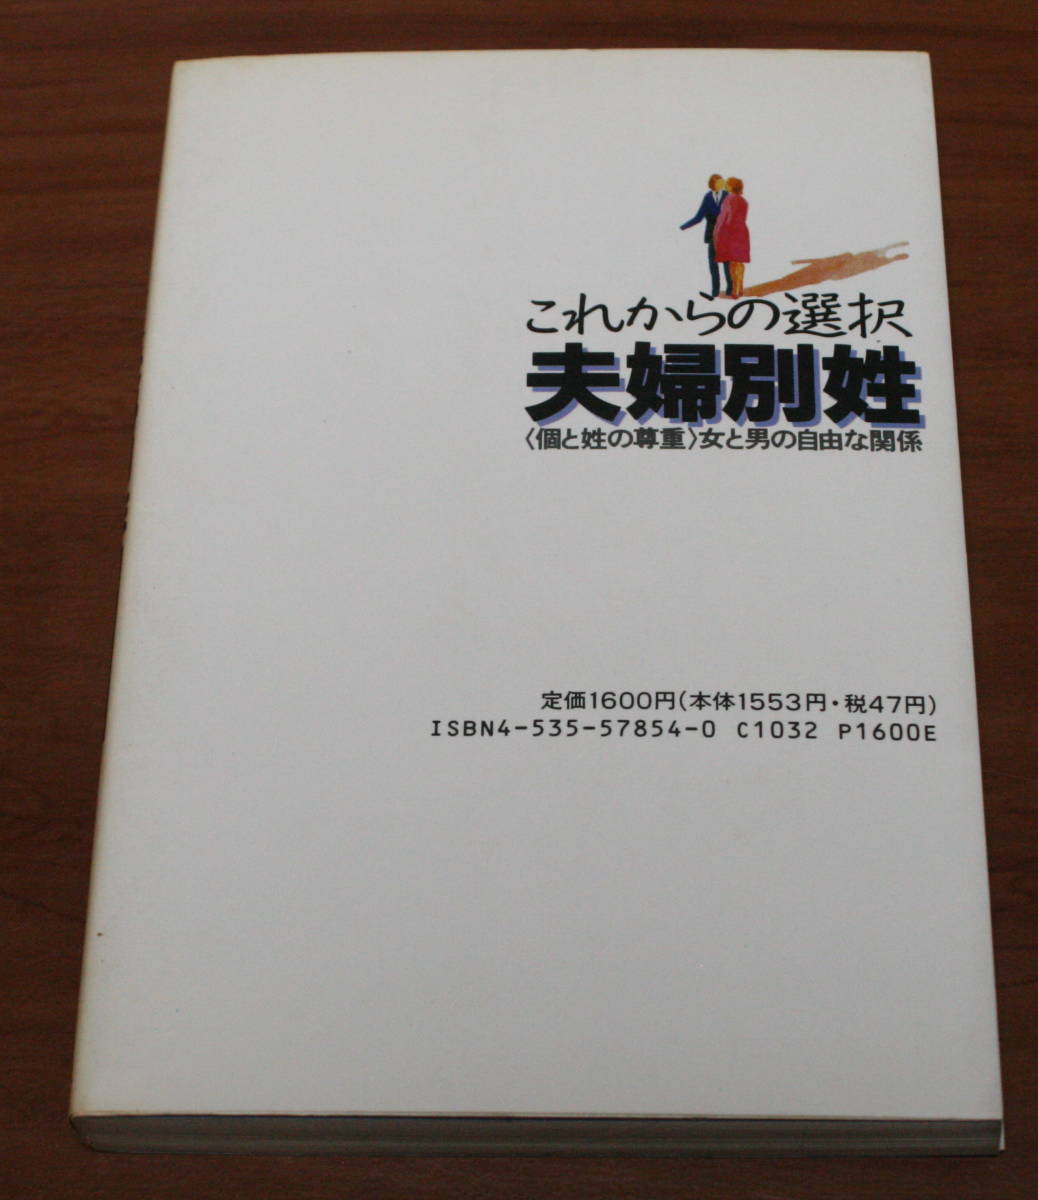 これからの選択
夫婦別姓
〈個と姓の尊重〉女と男の自由な関係
定価1600円(本体1553円・税47円)
ISBN4-535-57854-0 C1032 P1600E